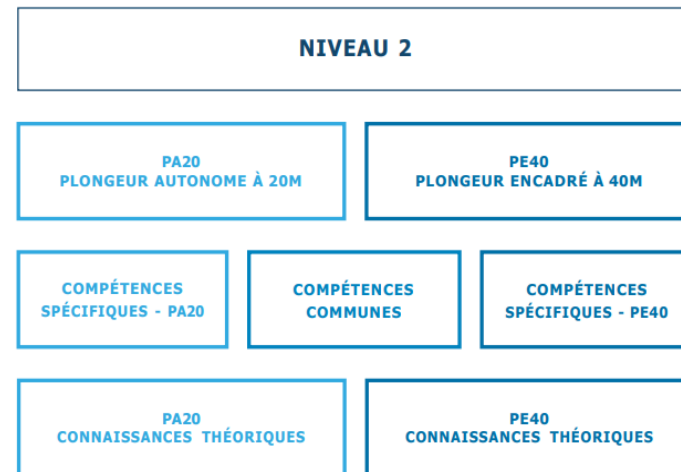 NIVEAU 2
PA20
PLONGEUR AUTONOME À 20M
PE40
PLONGEUR ENCADRÉ À 40M
COMPÉTENCES
SPÉCIFIQUES - PA20
COMPÉTENCES
COMMUNES
COMPÉTENCES
SPÉCIFIQUES - PE40
PA20
CONNAISSANCES THÉORIQUES
PE40
CONNAISSANCES THÉORIQUES